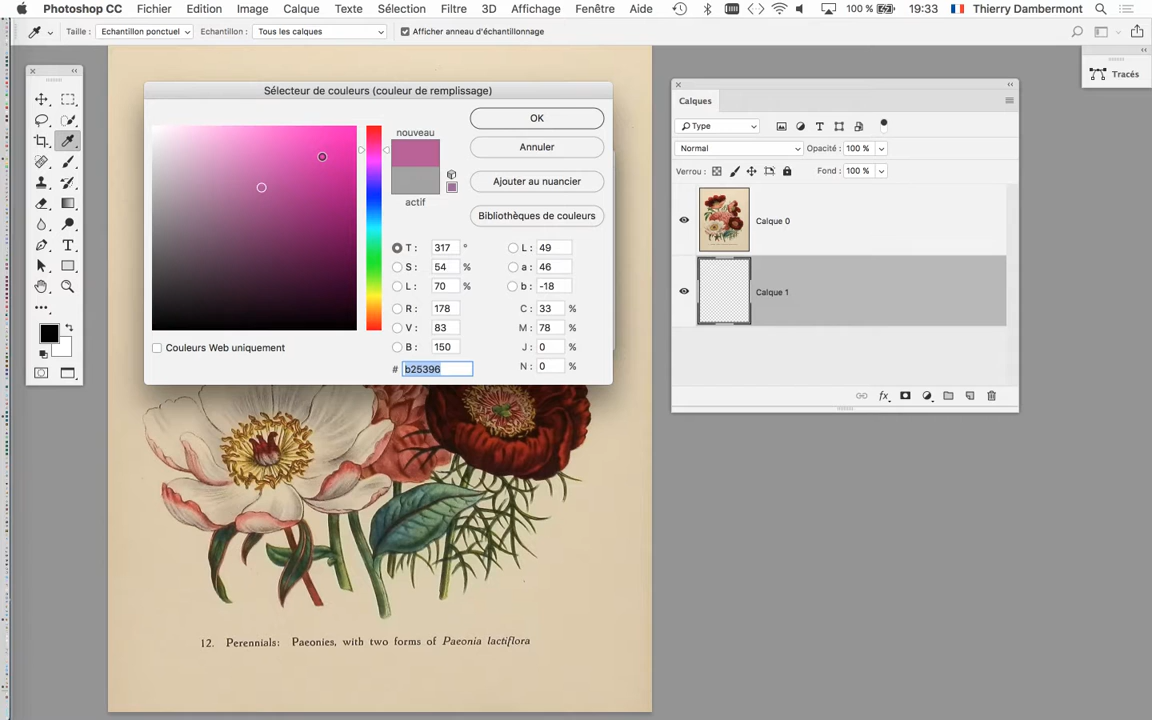 Photoshop CC Fichier Edition Image Calque Texte Sélection Filtre 3D Affichage Fenêtre Aide 100 % 19:33 Thierry Dambermont
Taille : Echantillon ponctuel Echantillon : Tous les calques Afficher anneau d'échantillonnage
Tracés
Sélecteur de couleurs (couleur de remplissage)
nouveau
actif
OK
Annuler
Ajouter au nuancier
Bibliothèques de couleurs
T : 317 ° L : 49
S : 54 % a : 46
L : 70 % b : -18
R : 178 C : 33 %
V : 83 M : 78 %
B : 150 J : 0 %
# b25396 N : 0 %
Couleurs Web uniquement
Calques
Type
Normal Opacité : 100 %
Verrou : Fond : 100 %
Calque 0
Calque 1
fx
12. Perennials: Paeonies, with two forms of Paeonia lactiflora